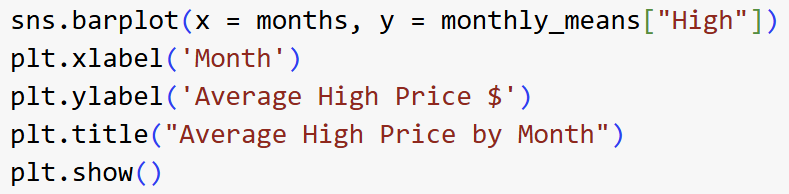 sns.barplot(x = months, y = monthly_means["High"])
plt.xlabel('Month')
plt.ylabel('Average High Price $')
plt.title("Average High Price by Month")
plt.show()